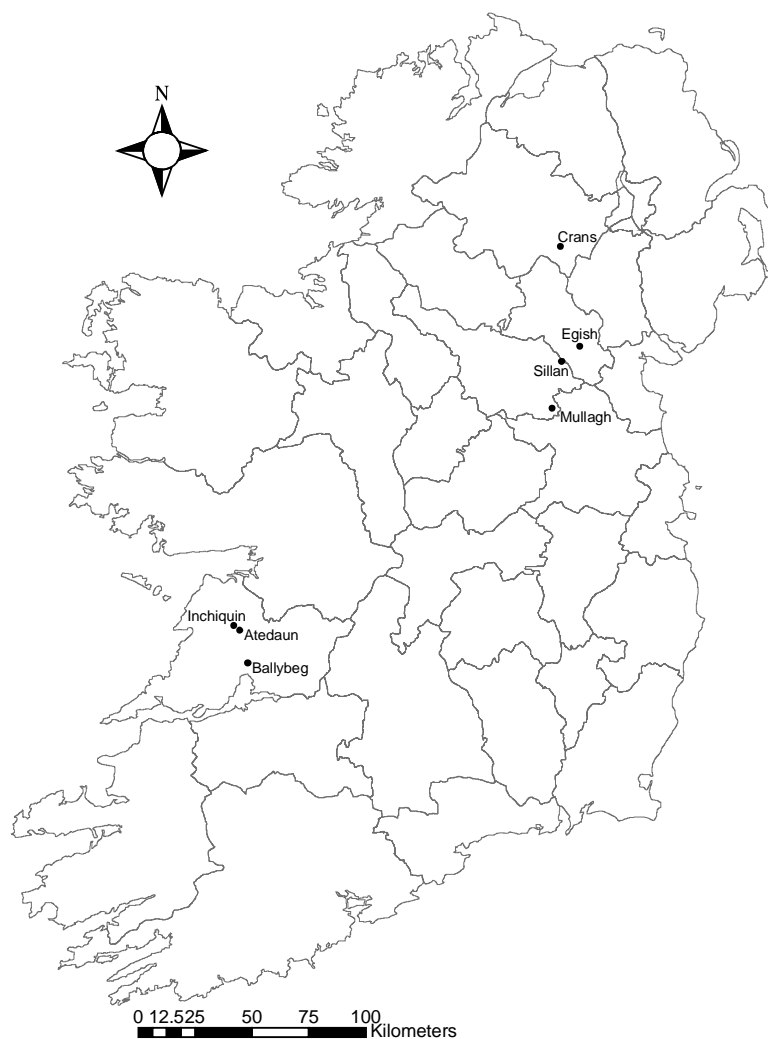 N
Crans
Egish
Sillan
Mullagh
Inchiquin
Atedaun
Ballybeg
0 12.525 50 75 100
Kilometers